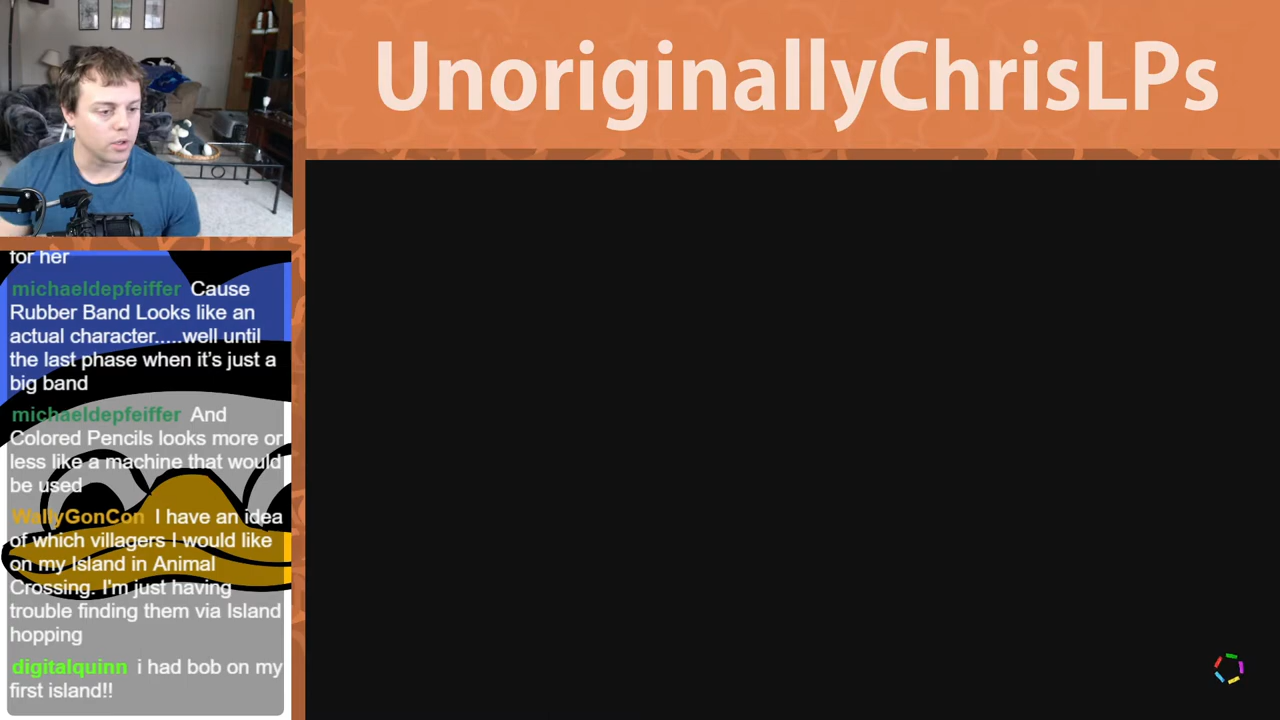 UnoriginallyChrisLPs
for her
michaeldepfeiffer Cause
Rubber Band Looks like an
actual character.....well until
the last phase when it's just a
big band
michaeldepfeiffer And
Colored Pencils looks more or
less like a machine that would
be used
WallyGonCon I have an idea
of which villagers I would like
on my Island in Animal
Crossing. I'm just having
trouble finding them via Island
hopping
digitalquinn i had bob on my
first island!!